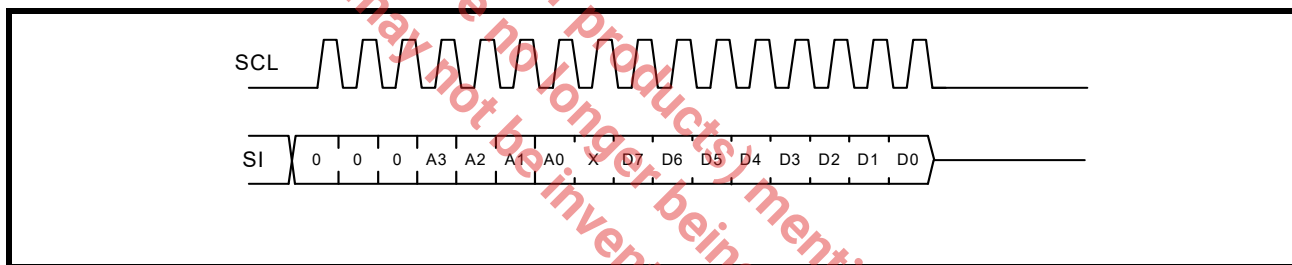 SCL
SI 0 0 0 A3 A2 A1 A0 X D7 D6 D5 D4 D3 D2 D1 D0
products) menti
e no longer bein
may not be inven